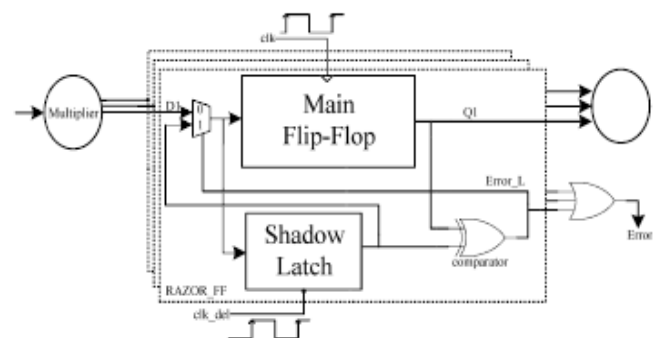 clk
Multiplier
D1
0
1
Main
Flip-Flop
Q1
Error_L
Shadow
Latch
comparator
Error
RAZOR_FF
clk_del